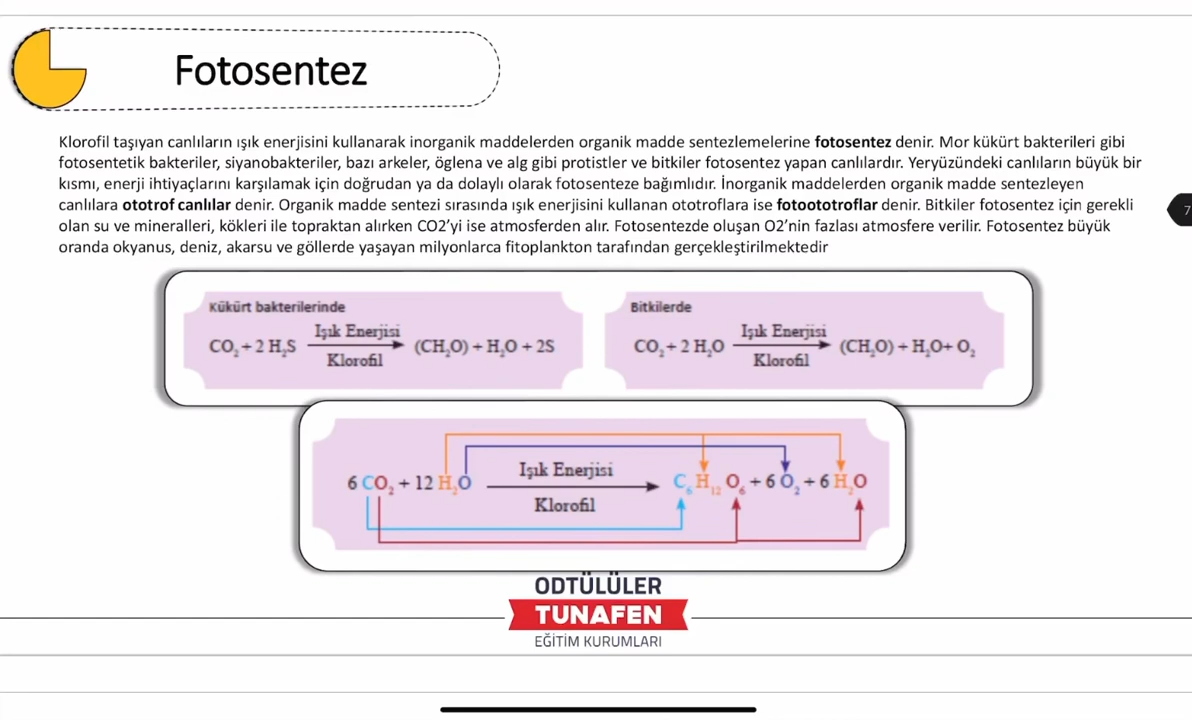 Fotosentez
Klorofil taşıyan canlıların ışık enerjisini kullanarak inorganik maddelerden organik madde sentezlemelerine fotosentez denir. Mor kükürt bakterileri gibi
fotosentetik bakteriler, siyanobakteriler, bazı arkeler, öglena ve alg gibi protistler ve bitkiler fotosentez yapan canlılardır. Yeryüzündeki canlıların büyük bir
kısmı, enerji ihtiyaçlarını karşılamak için doğrudan ya da dolaylı olarak fotosenteze bağımlıdır. İnorganik maddelerden organik madde sentezleyen
canlılara ototrof canlılar denir. Organik madde sentezi sırasında ışık enerjisini kullanan ototroflara ise fotoototroflar denir. Bitkiler fotosentez için gerekli
olan su ve mineralleri, kökleri ile topraktan alırken CO2’yi ise atmosferden alır. Fotosentezde oluşan O2’nin fazlası atmosfere verilir. Fotosentez büyük
oranda okyanus, deniz, akarsu ve göllerde yaşayan milyonlarca fitoplankton tarafından gerçekleştirilmektedir
7
Kükürt bakterilerinde
Işık Enerjisi
CO₂ + 2 H₂S (CH₂O) + H₂O + 2S
Klorofil
Bitkilerde
Işık Enerjisi
CO₂ + 2 H₂O (CH₂O) + H₂O+ O₂
Klorofil
Işık Enerjisi
6 CO₂ + 12 H₂O C₆ H₁₂ O₆ + 6 O₂ + 6 H₂O
Klorofil
ODTÜLÜLER
TUNAFEN
EĞİTİM KURUMLARI